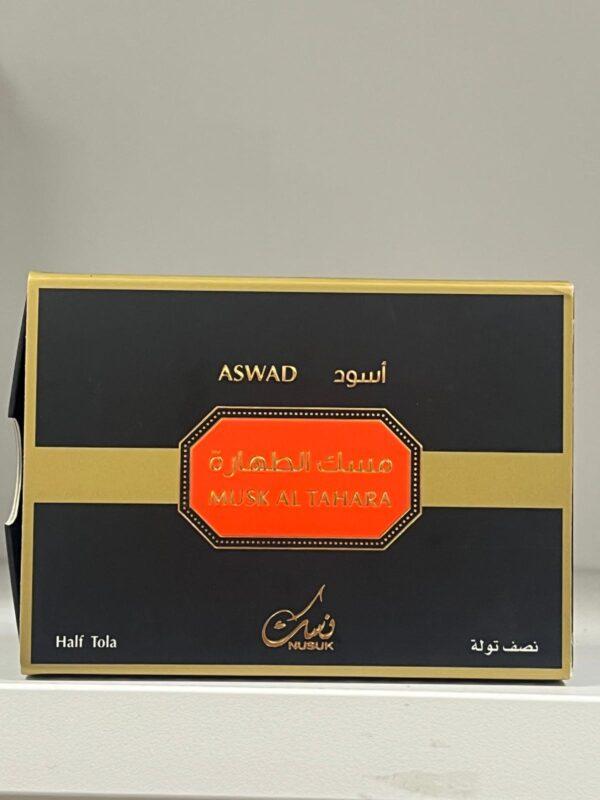 ASWAD أسود
مسك الطهارة
MUSK AL TAHARA
نسك
NUSUK
Half Tola نصف تولة